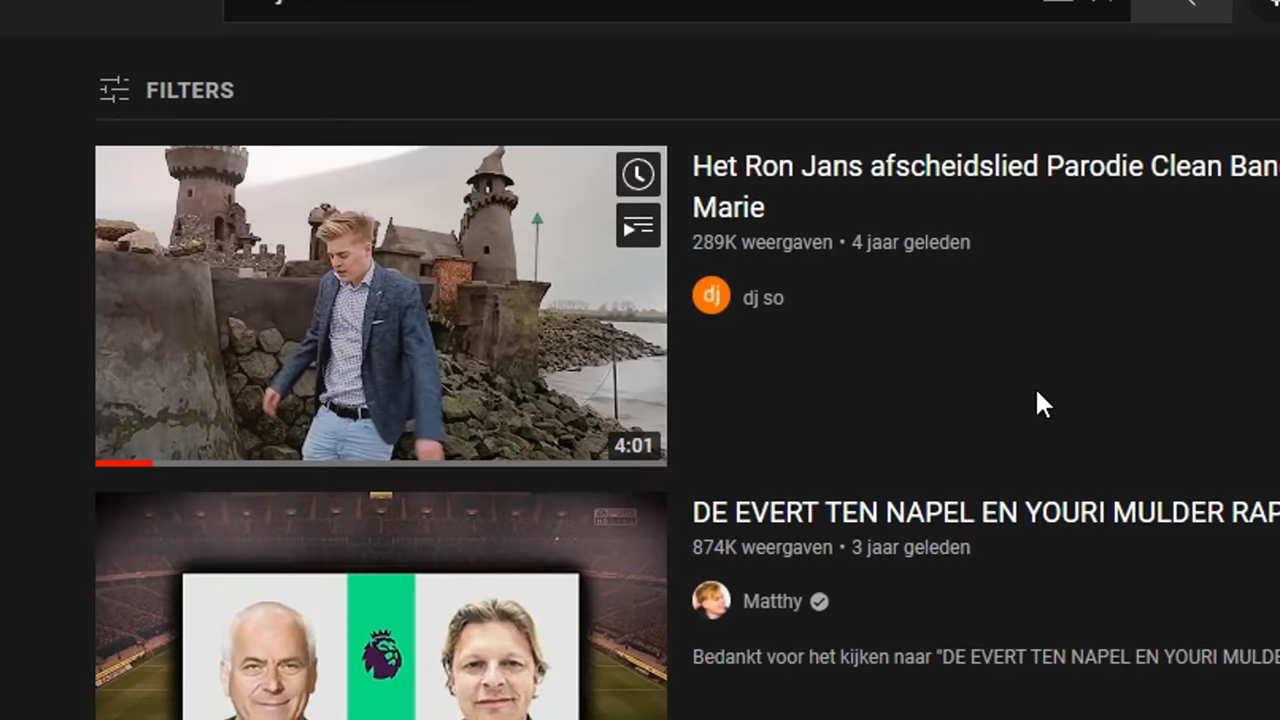 FILTERS
Het Ron Jans afscheidslied Parodie Clean Ban
Marie
289K weergaven • 4 jaar geleden
dj
dj so
4:01
DE EVERT TEN NAPEL EN YOURI MULDER RAP
874K weergaven • 3 jaar geleden
Matthy
Bedankt voor het kijken naar "DE EVERT TEN NAPEL EN YOURI MULDE